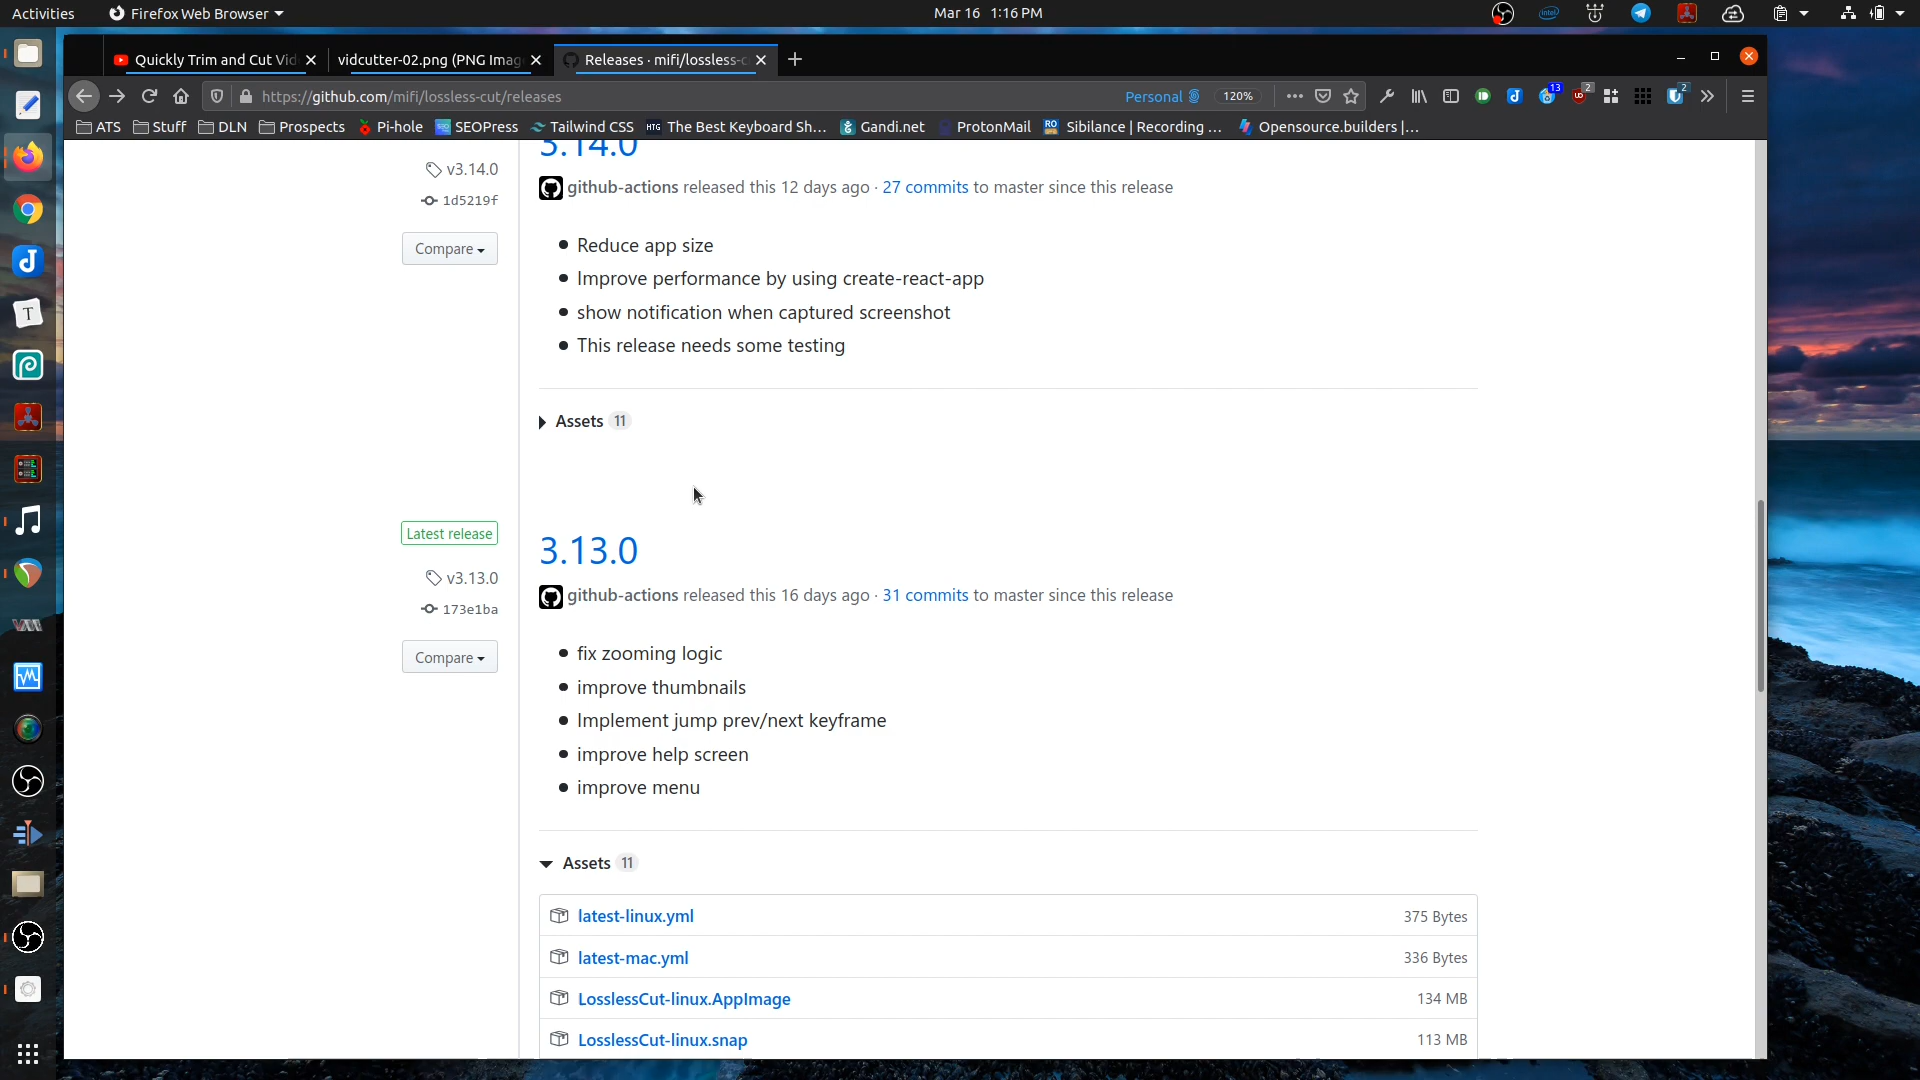 Activities
Firefox Web Browser
Mar 16 1:16 PM
Quickly Trim and Cut Vid
vidcutter-02.png (PNG Imag
Releases · mifi/lossless-c
https://github.com/mifi/lossless-cut/releases
Personal
120%
13
2
2
ATS
Stuff
DLN
Prospects
Pi-hole
SEOPress
Tailwind CSS
HTG The Best Keyboard Sh...
Gandi.net
ProtonMail
Sibilance | Recording ...
Opensource.builders |...
3.14.0
v3.14.0
github-actions released this 12 days ago · 27 commits to master since this release
1d5219f
Compare
Reduce app size
Improve performance by using create-react-app
show notification when captured screenshot
This release needs some testing
Assets 11
Latest release
3.13.0
v3.13.0
github-actions released this 16 days ago · 31 commits to master since this release
173e1ba
Compare
fix zooming logic
improve thumbnails
Implement jump prev/next keyframe
improve help screen
improve menu
Assets 11
latest-linux.yml 375 Bytes
latest-mac.yml 336 Bytes
LosslessCut-linux.AppImage 134 MB
LosslessCut-linux.snap 113 MB